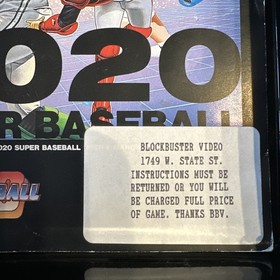 020
R BASEBALL
020 SUPER BASEBALL
BALL
BLOCKBUSTER VIDEO
1749 W. STATE ST.
INSTRUCTIONS MUST BE
RETURNED OR YOU WILL
BE CHARGED FULL PRICE
OF GAME. THANKS BBV.